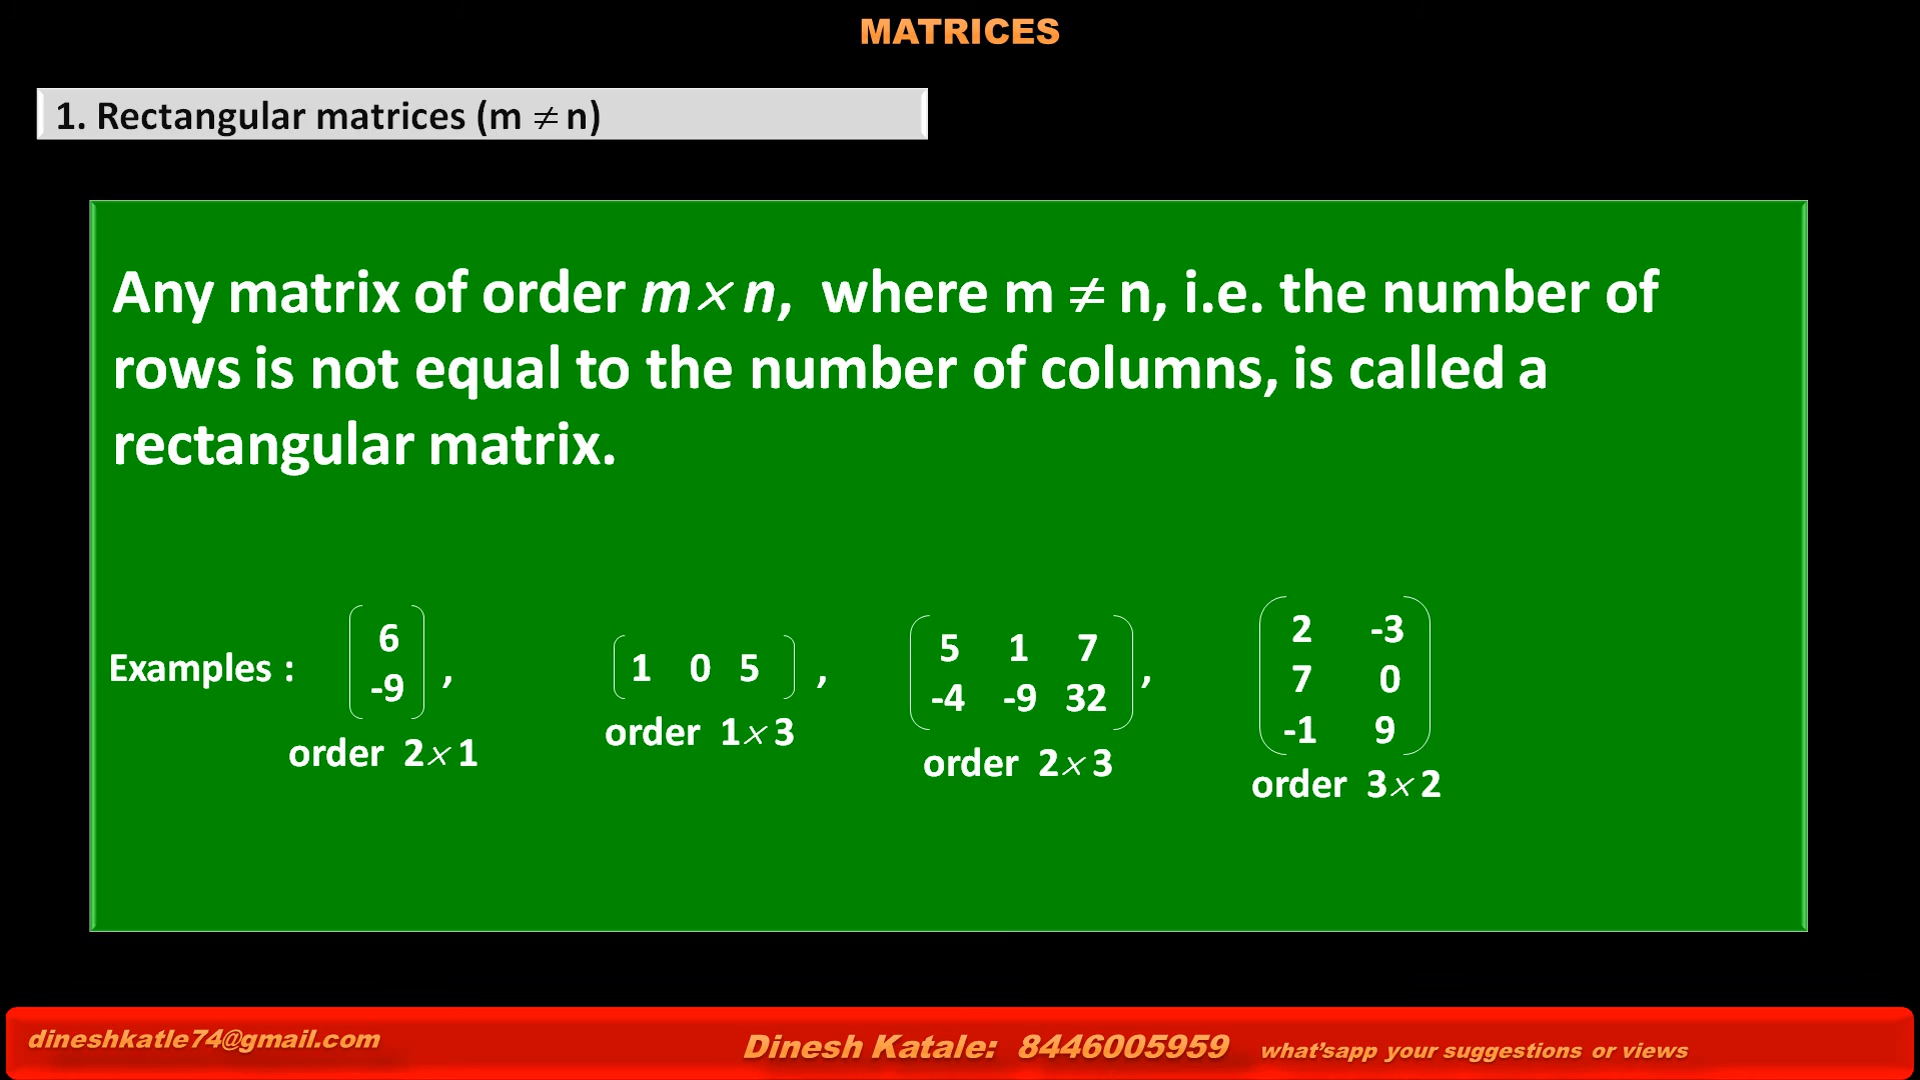 MATRICES
1. Rectangular matrices (m ≠ n)
Any matrix of order m × n, where m ≠ n, i.e. the number of
rows is not equal to the number of columns, is called a
rectangular matrix.
Examples :
6
-9
,
order 2 × 1
1 0 5
,
order 1 × 3
5 1 7
-4 -9 32
,
order 2 × 3
2 -3
7 0
-1 9
order 3 × 2
dineshkatle74@gmail.com
Dinesh Katale: 8446005959 what'sapp your suggestions or views